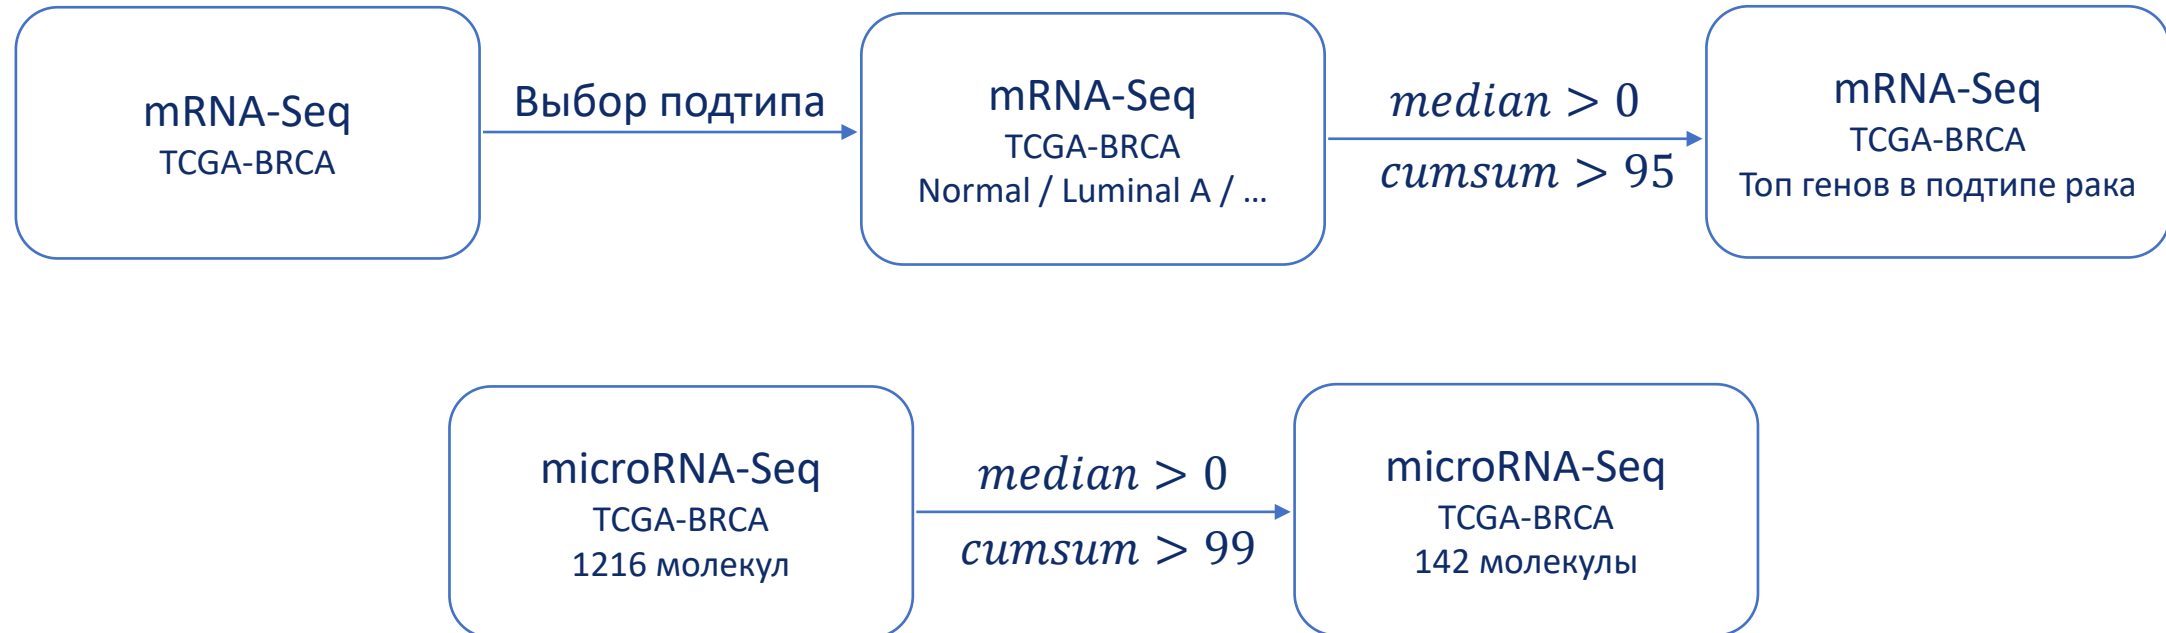 mRNA-Seq
TCGA-BRCA
Выбор подтипа
mRNA-Seq
TCGA-BRCA
Normal / Luminal A / ...
median > 0
cumsum > 95
mRNA-Seq
TCGA-BRCA
Топ генов в подтипе рака
microRNA-Seq
TCGA-BRCA
1216 молекул
median > 0
cumsum > 99
microRNA-Seq
TCGA-BRCA
142 молекулы